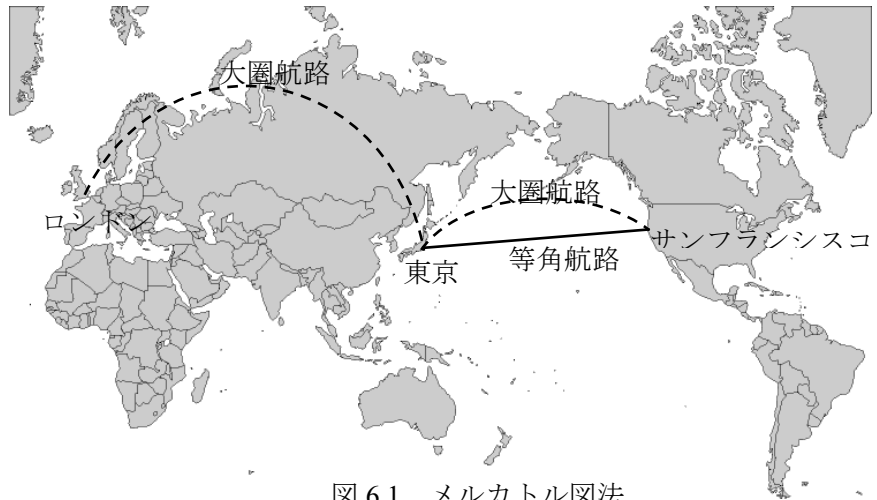 大圏航路
大圏航路
ロンドン
サンフランシスコ
等角航路
東京
図 6.1　メルカトル図法